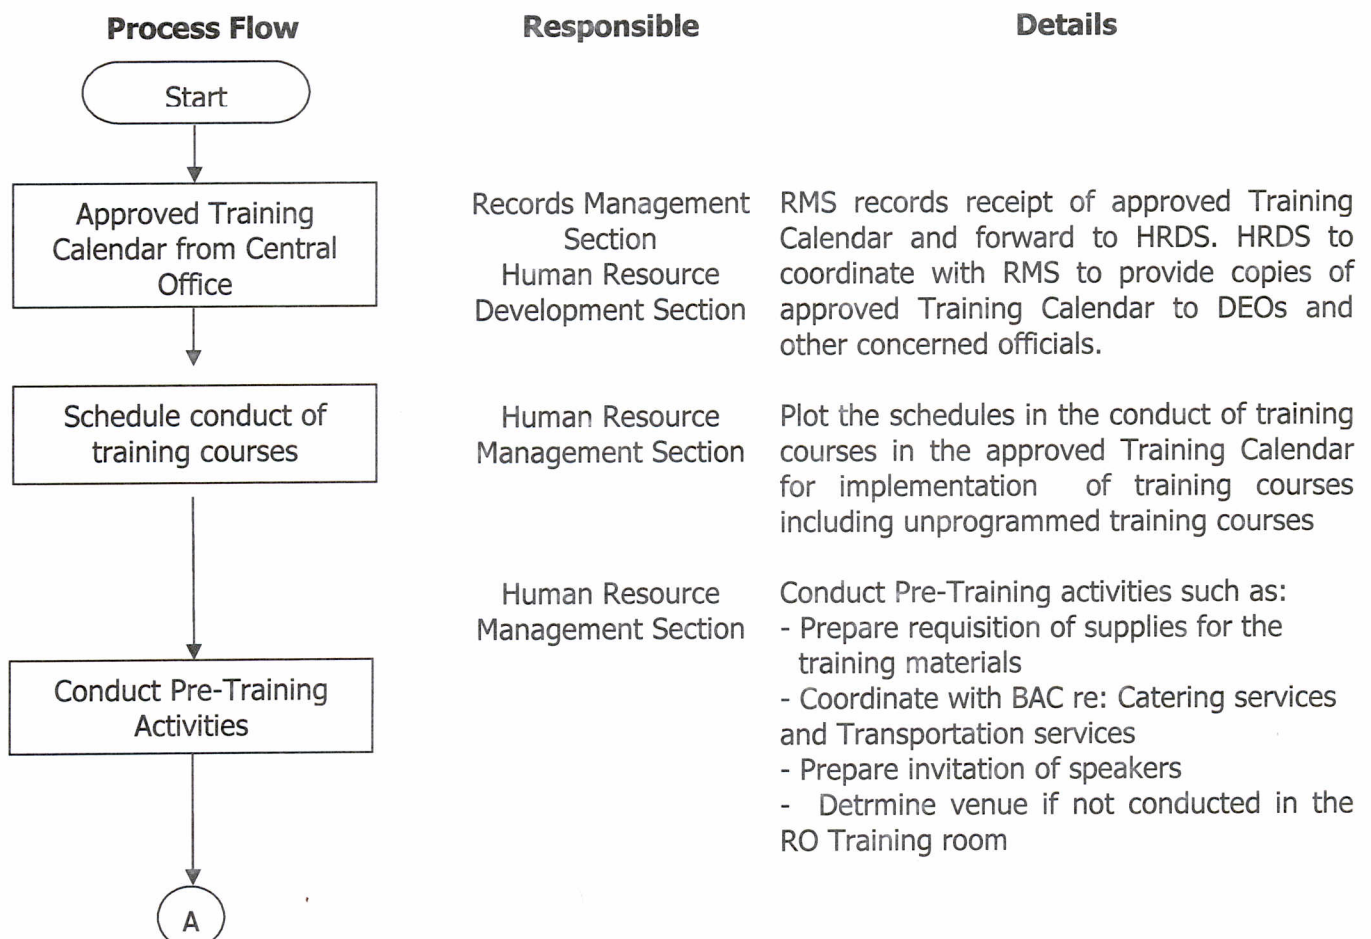 Process Flow
Responsible
Details
Start
Approved Training
Calendar from Central
Office
Records Management
Section
Human Resource
Development Section
RMS records receipt of approved Training
Calendar and forward to HRDS. HRDS to
coordinate with RMS to provide copies of
approved Training Calendar to DEOs and
other concerned officials.
Schedule conduct of
training courses
Human Resource
Management Section
Plot the schedules in the conduct of training
courses in the approved Training Calendar
for implementation of training courses
including unprogrammed training courses
Conduct Pre-Training
Activities
Human Resource
Management Section
Conduct Pre-Training activities such as:
- Prepare requisition of supplies for the
training materials
- Coordinate with BAC re: Catering services
and Transportation services
- Prepare invitation of speakers
- Detrmine venue if not conducted in the
RO Training room
A